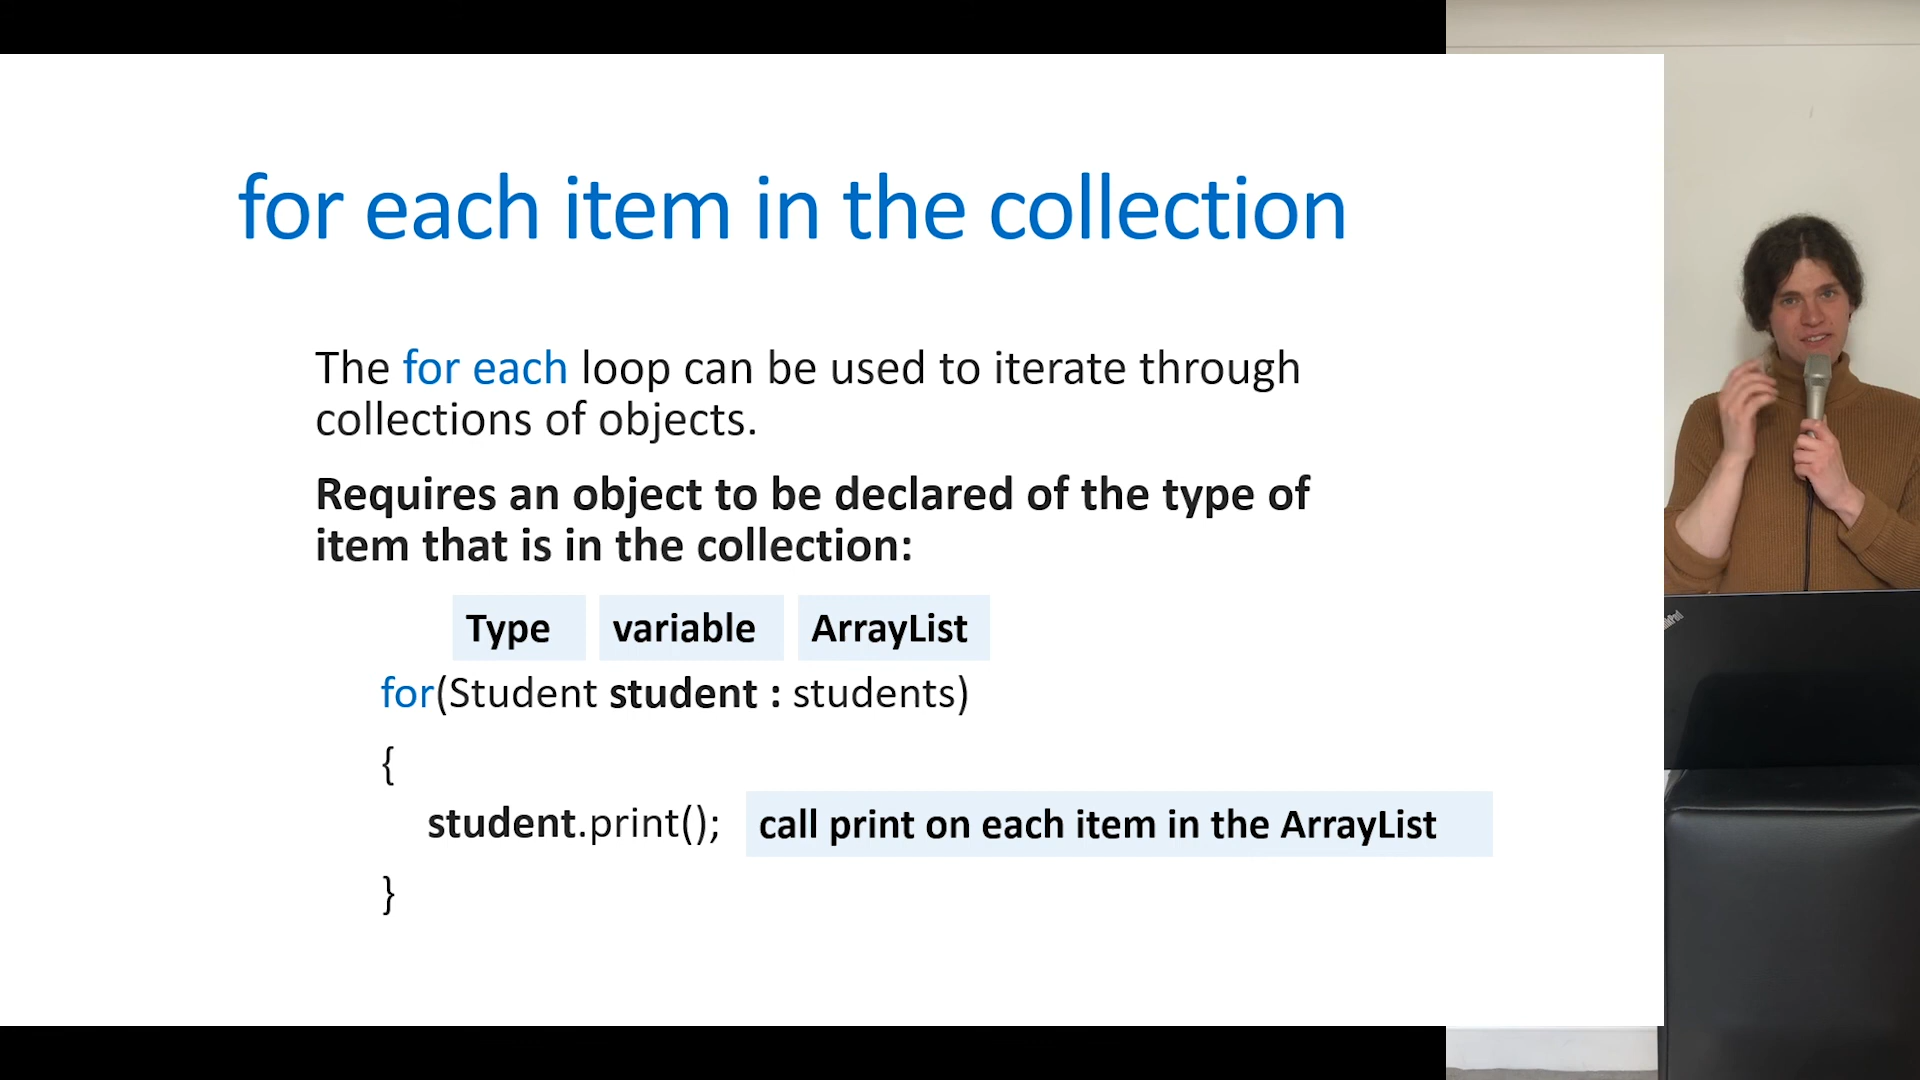 for each item in the collection
The for each loop can be used to iterate through
collections of objects.
Requires an object to be declared of the type of
item that is in the collection:
Type variable ArrayList
for(Student student : students)
{
student.print(); call print on each item in the ArrayList
}